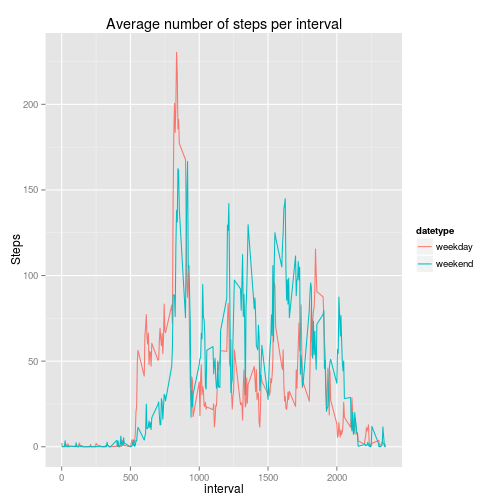 Average number of steps per interval
Steps
200
150
100
50
0
0 500 1000 1500 2000
interval
datetype
weekday
weekend